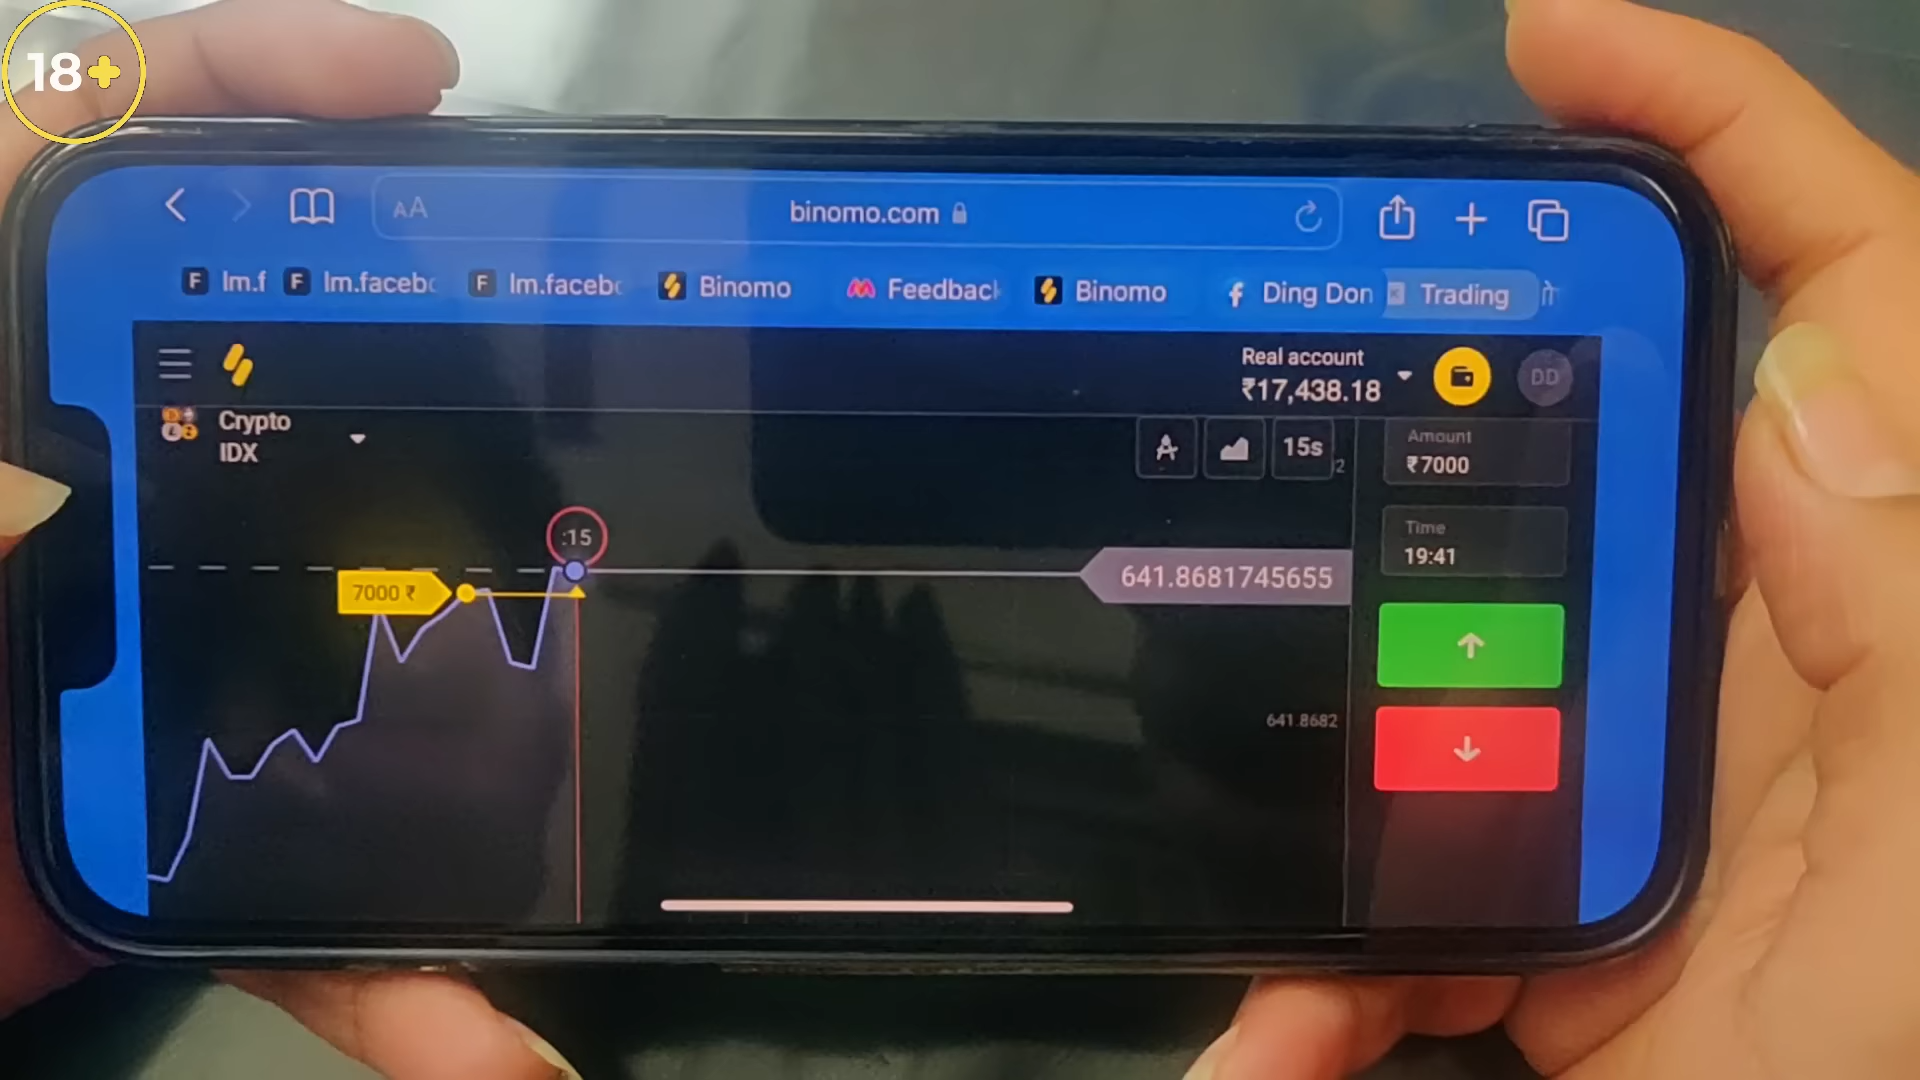 18+
AA
binomo.com
lm.f
lm.facebo
lm.facebo
Binomo
Feedback
Binomo
Ding Don
Trading
Real account
₹17,438.18
DD
Crypto
IDX
15s
Amount
₹7000
:15
Time
19:41
7000 ₹
641.8681745655
641.8682